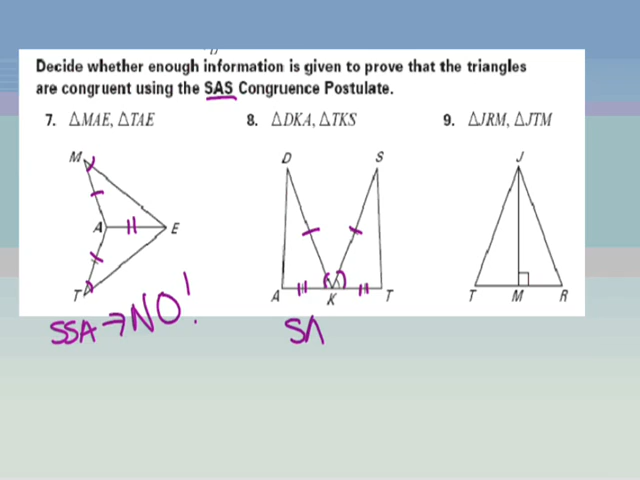 Decide whether enough information is given to prove that the triangles
are congruent using the SAS Congruence Postulate.
7. △MAE, △TAE 8. △DKA, △TKS 9. △JRM, △JTM
M D S J
A E
T A K T T M R
SSA→NO! SA